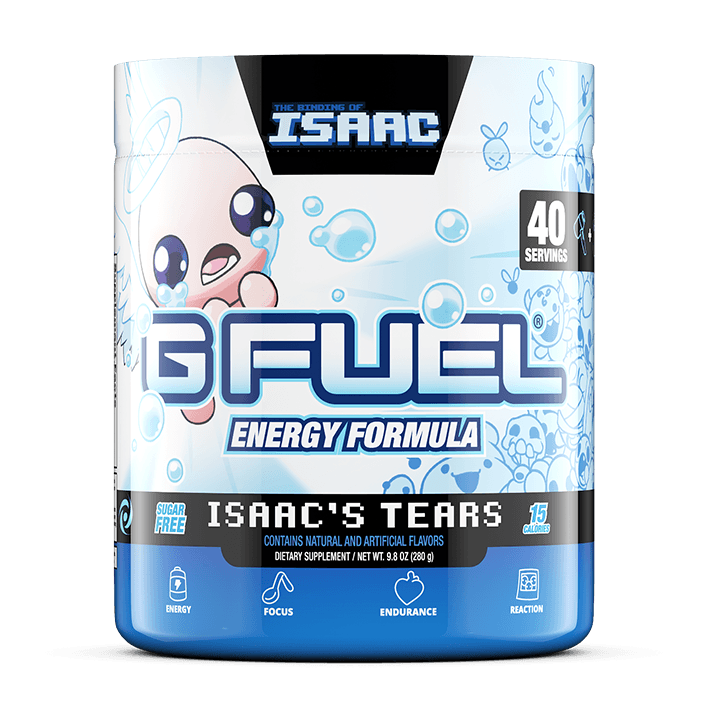 THE BINDING OF
ISAAC
40
SERVINGS
G FUEL®
ENERGY FORMULA
SUGAR
FREE
ISAAC'S TEARS
15
CALORIES
CONTAINS NATURAL AND ARTIFICIAL FLAVORS
DIETARY SUPPLEMENT / NET WT. 9.8 OZ (280 g)
ENERGY
FOCUS
ENDURANCE
REACTION